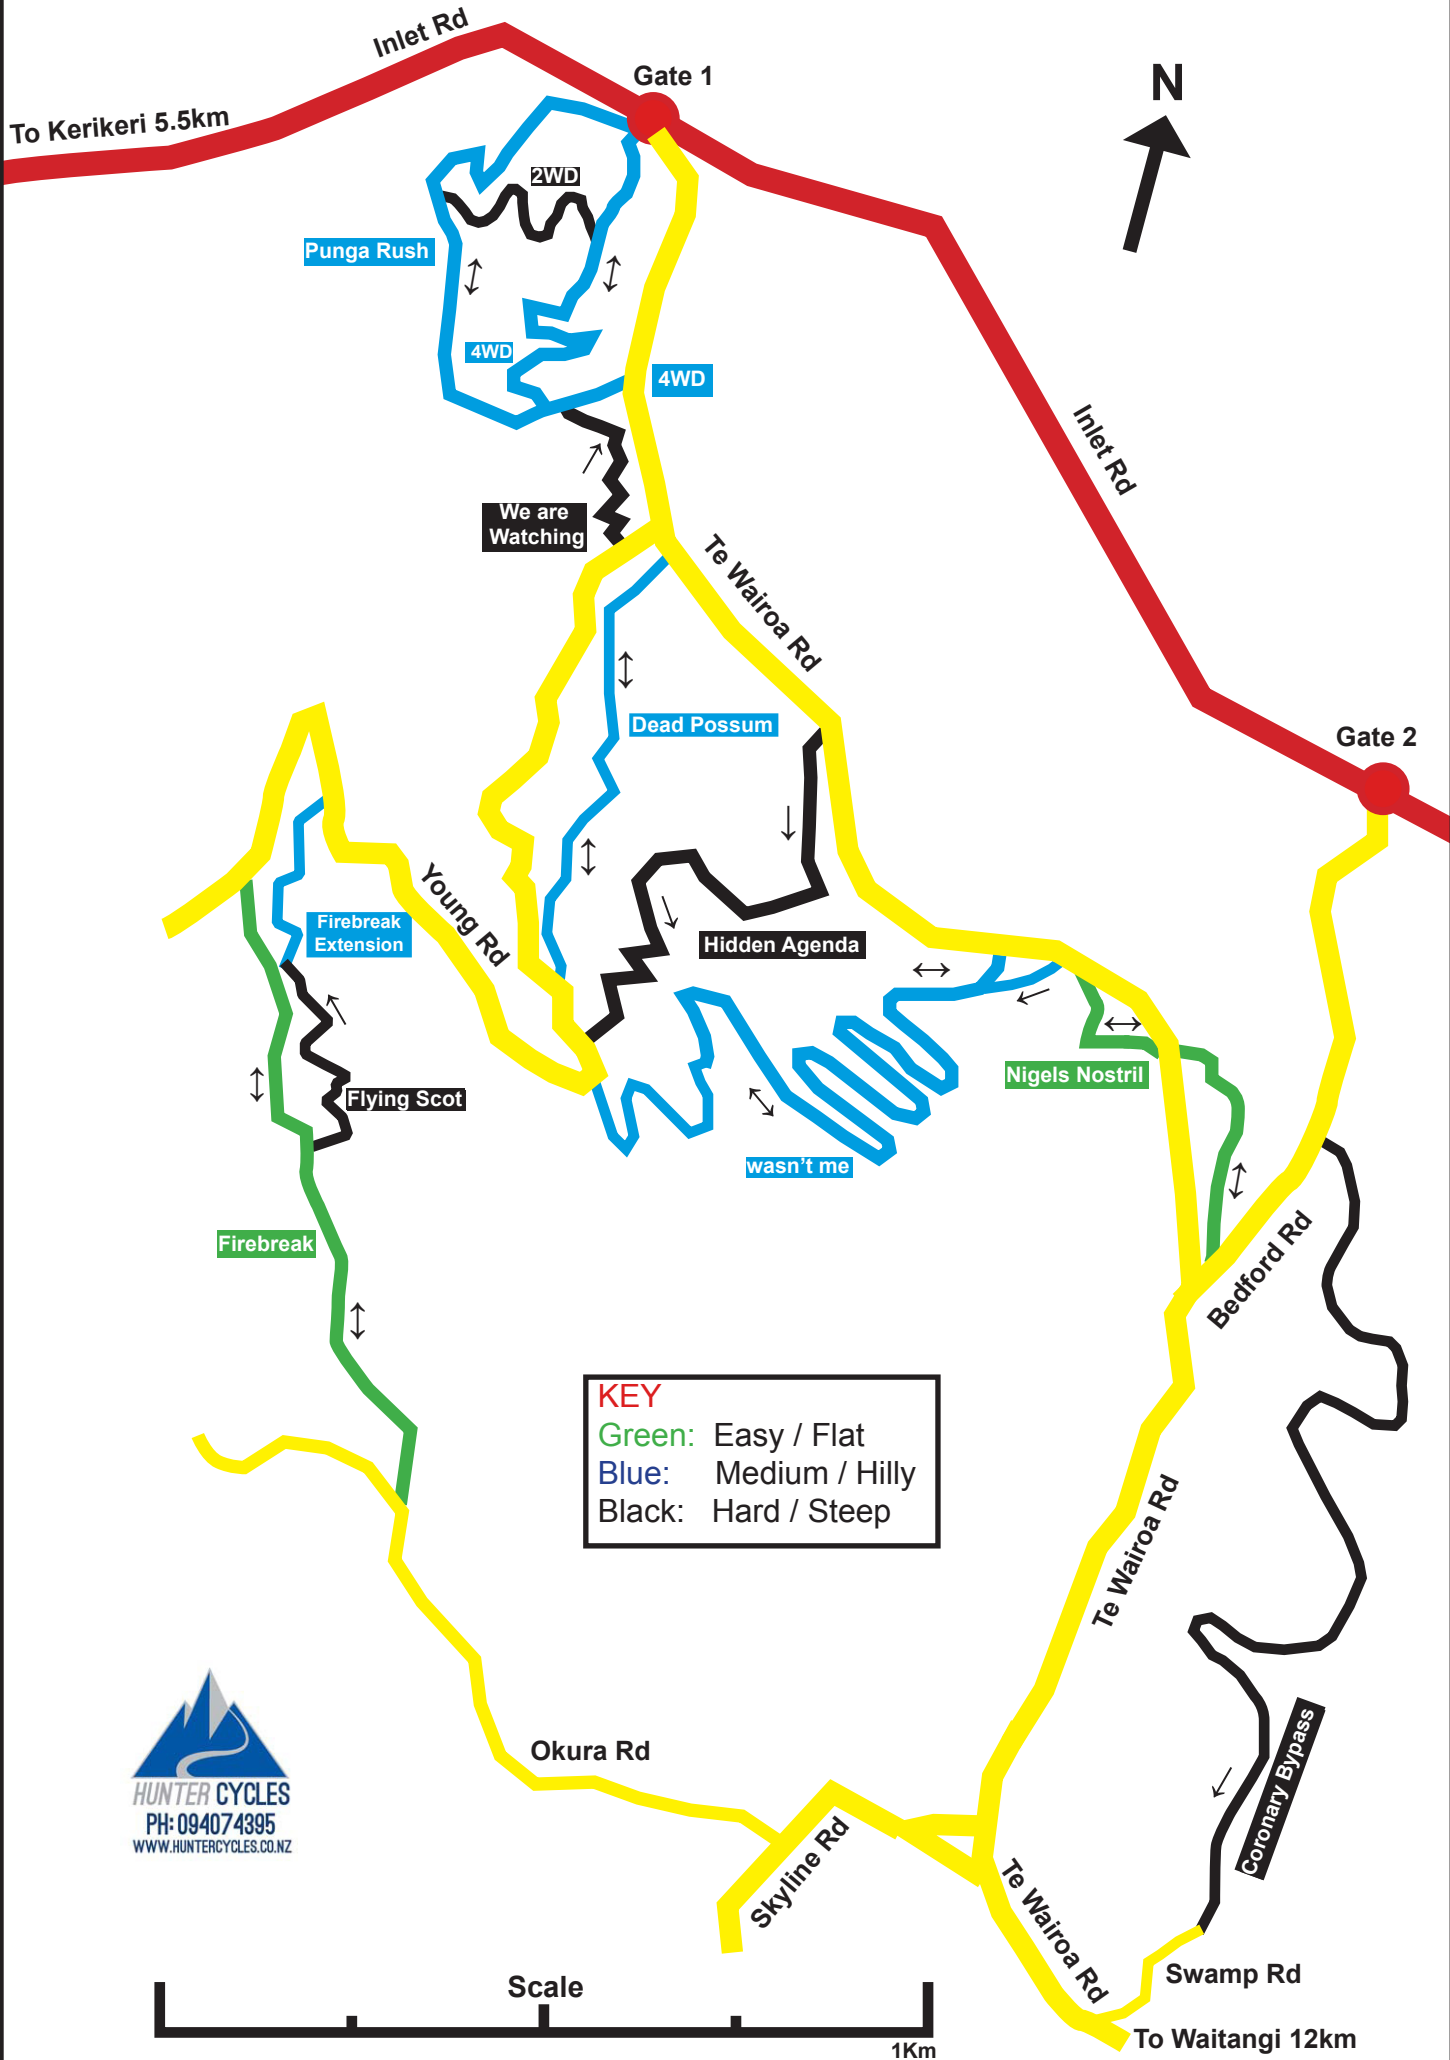 Inlet Rd
Gate 1
N
To Kerikeri 5.5km
2WD
Punga Rush
4WD
4WD
Inlet Rd
We are
Watching
Te Wairoa Rd
Dead Possum
Gate 2
Young Rd
Firebreak
Extension
Hidden Agenda
Nigels Nostril
Flying Scot
wasn't me
Firebreak
Bedford Rd
KEY
Green: Easy / Flat
Blue: Medium / Hilly
Black: Hard / Steep
Te Wairoa Rd
HUNTER CYCLES
PH: 094074395
WWW.HUNTERCYCLES.CO.NZ
Okura Rd
Coronary Bypass
Skyline Rd
Te Wairoa Rd
Swamp Rd
Scale
1Km
To Waitangi 12km